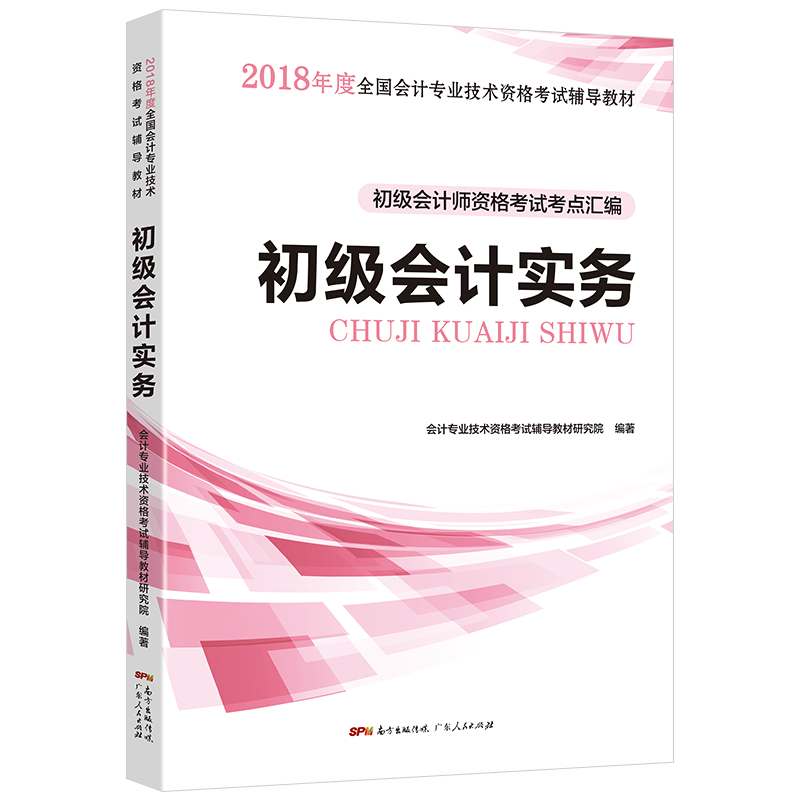 2018年度全国会计专业技术资格考试辅导教材
初级会计师资格考试考点汇编
初级会计实务
CHUJI KUAIJI SHIWU
会计专业技术资格考试辅导教材研究院 编著
SPM 南方出版传媒 广东人民出版社
2018年度全国会计专业技术
资格考试辅导教材
初级会计实务
会计专业技术资格考试辅导教材研究院 编著
SPM 南方出版传媒
广东人民出版社